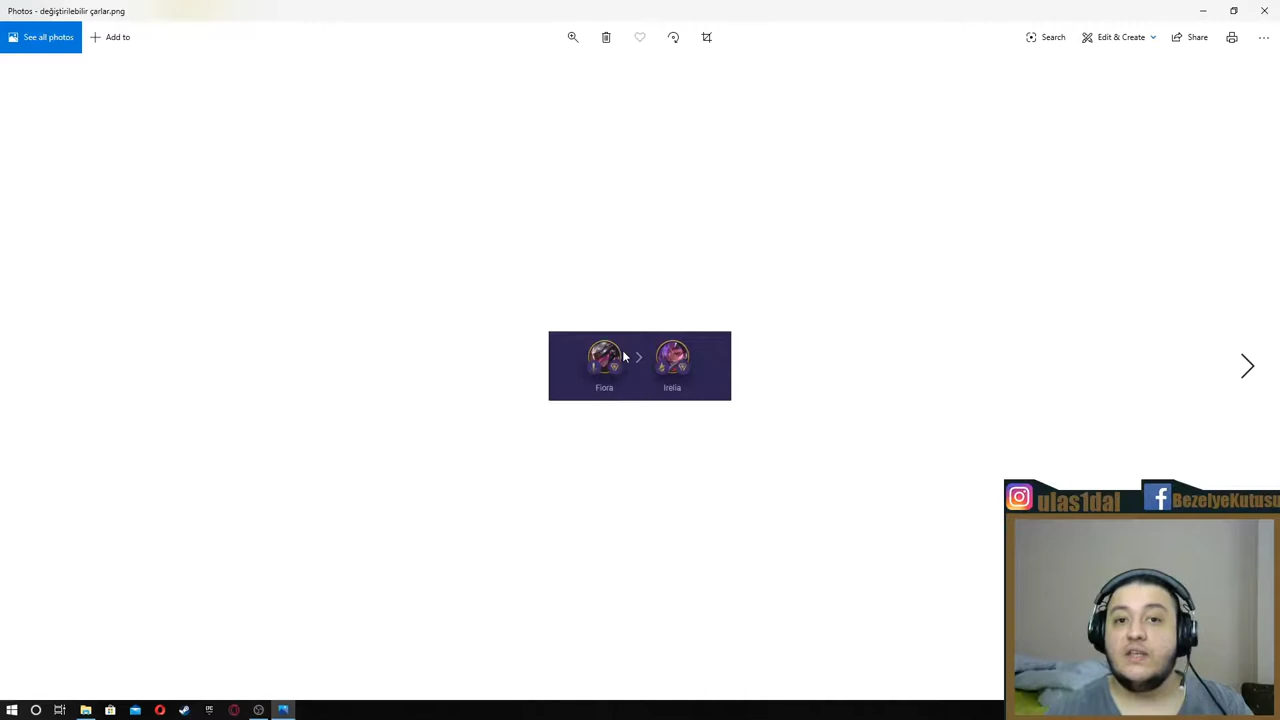 Photos - değiştirilebilir çarlar.png
See all photos
Add to
Search
Edit & Create
Share
Fiora
Irelia
ulas1dal
BezelyeKutusu